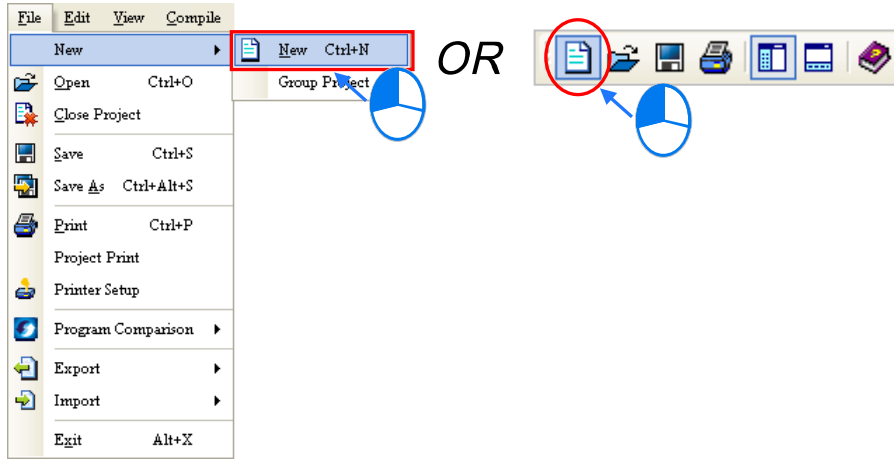 File Edit View Compile
New
New Ctrl+N
OR
Open Ctrl+O
Group Project
Close Project
Save Ctrl+S
Save As Ctrl+Alt+S
Print Ctrl+P
Project Print
Printer Setup
Program Comparison
Export
Import
Exit Alt+X